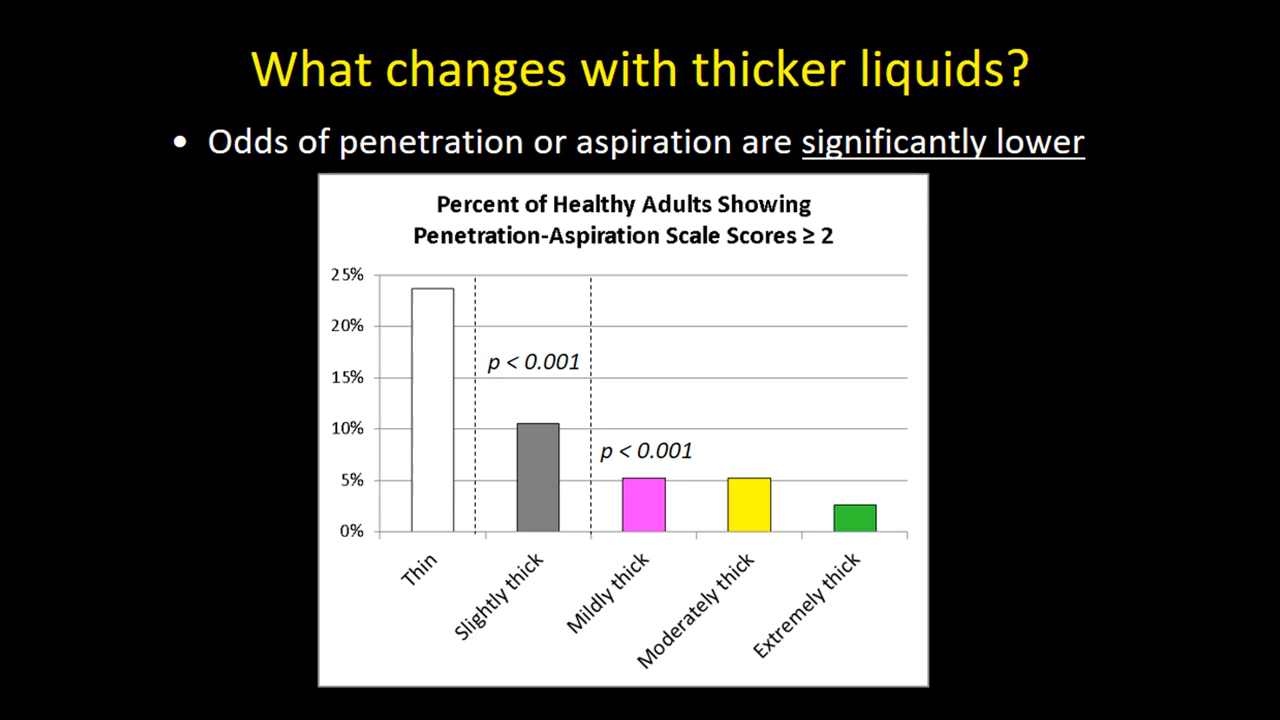 What changes with thicker liquids?
• Odds of penetration or aspiration are significantly lower
Percent of Healthy Adults Showing
Penetration-Aspiration Scale Scores ≥ 2
25%
20%
15%
10%
5%
0%
p < 0.001
p < 0.001
Thin
Slightly thick
Mildly thick
Moderately thick
Extremely thick